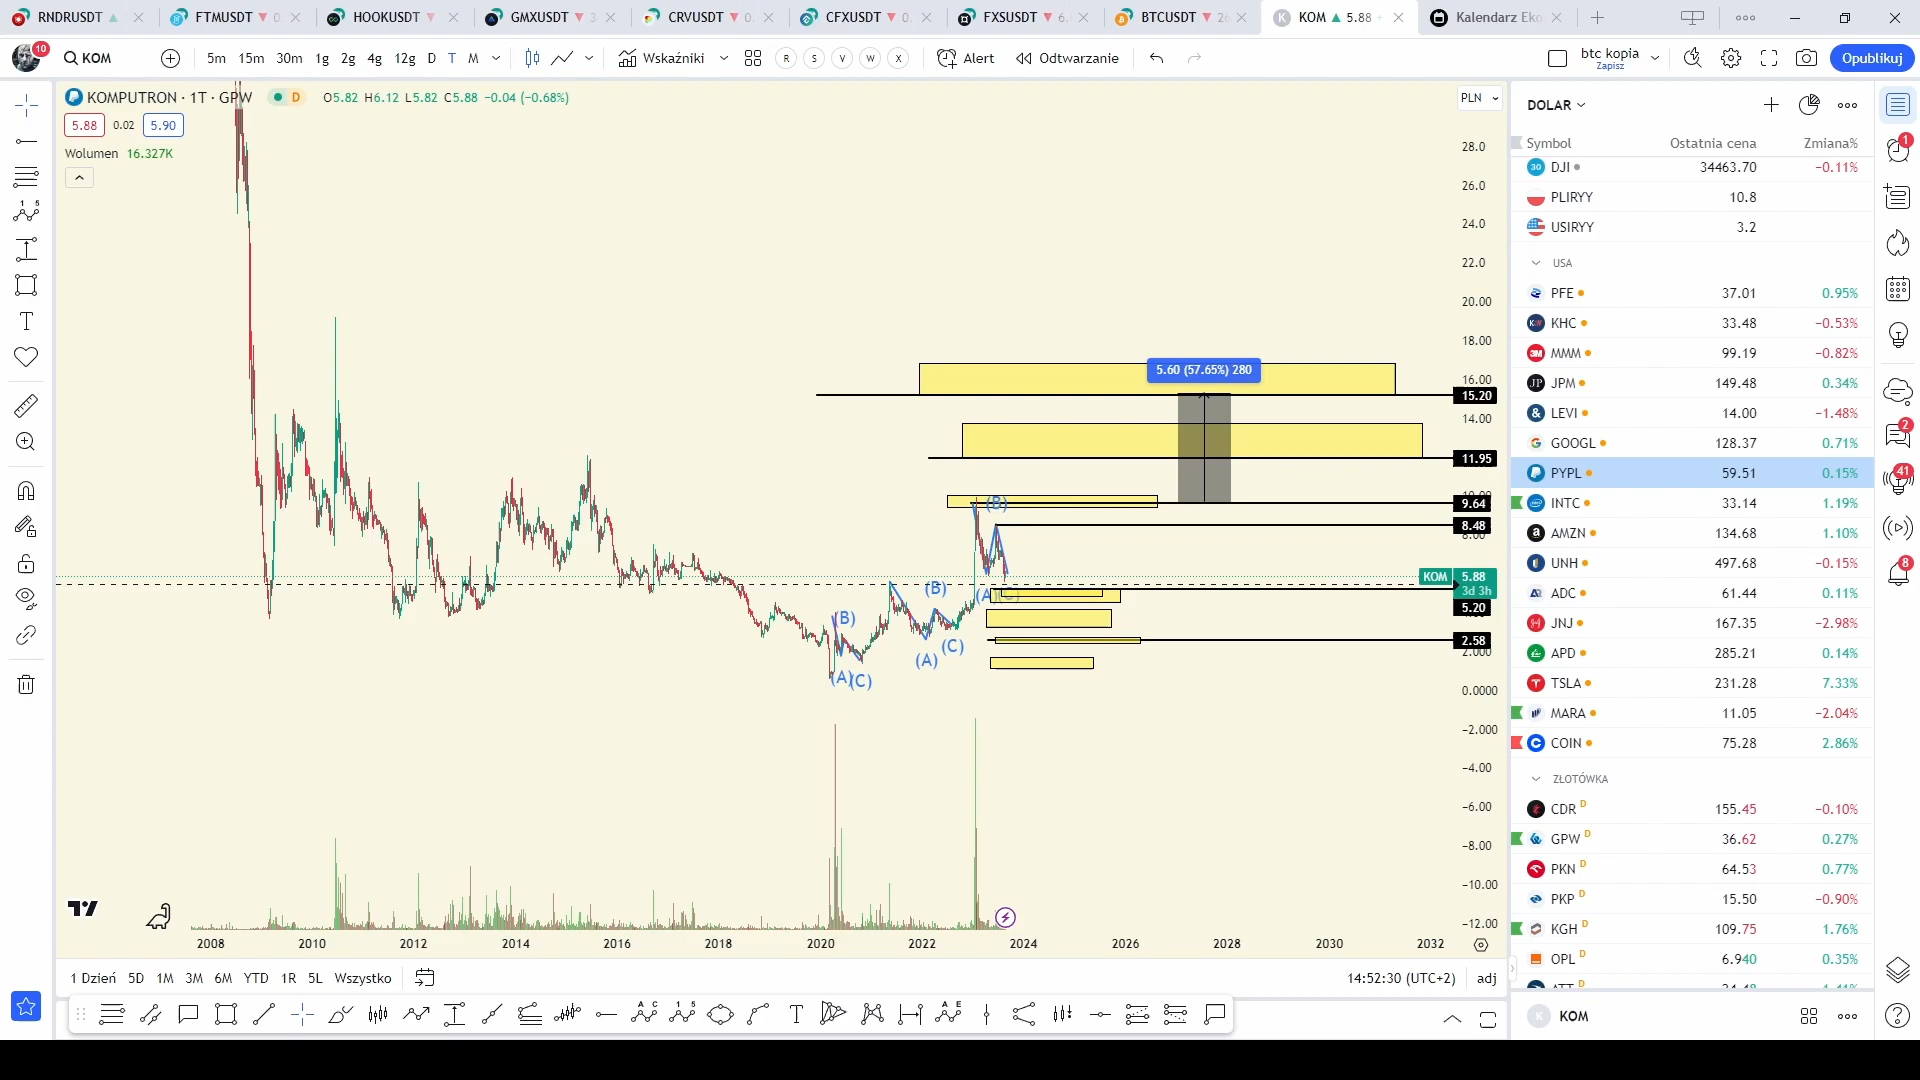 RNDRUSDT
FTMUSDT
HOOKUSDT
GMXUSDT
CRVUSDT
CFXUSDT
FXSUSDT
BTCUSDT
KOM 5.88
Kalendarz Eko
10
KOM
5m 15m 30m 1g 2g 4g 12g D T M
Wskaźniki
R S V W X
Alert
Odtwarzanie
btc kopia
Zapisz
Opublikuj
KOMPUTRON · 1T · GPW
D
O5.82 H6.12 L5.82 C5.88 −0.04 (−0.68%)
5.88 0.02 5.90
Wolumen 16.327K
PLN
28.0
26.0
24.0
22.0
20.00
18.00
16.00
15.20
14.00
11.95
9.64
8.48
8.00
KOM 5.88
3d 3h
5.20
2.58
2.000
0.0000
−2.000
−4.00
−6.00
−8.00
−10.00
−12.00
5.60 (57.65%) 280
(B)
(B)
(A)
(B)
(C)
(A)
(A)
(C)
2008 2010 2012 2014 2016 2018 2020 2022 2024 2026 2028 2030 2032
1 Dzień 5D 1M 3M 6M YTD 1R 5L Wszystko
14:52:30 (UTC+2) adj
DOLAR
Symbol Ostatnia cena Zmiana%
DJI 34463.70 −0.11%
PLIRYY 10.8
USIRYY 3.2
USA
PFE 37.01 0.95%
KHC 33.48 −0.53%
MMM 99.19 −0.82%
JPM 149.48 0.34%
LEVI 14.00 −1.48%
GOOGL 128.37 0.71%
PYPL 59.51 0.15%
INTC 33.14 1.19%
AMZN 134.68 1.10%
UNH 497.68 −0.15%
ADC 61.44 0.11%
JNJ 167.35 −2.98%
APD 285.21 0.14%
TSLA 231.28 7.33%
MARA 11.05 −2.04%
COIN 75.28 2.86%
ZŁOTÓWKA
CDR D 155.45 −0.10%
GPW D 36.62 0.27%
PKN D 64.53 0.77%
PKP D 15.50 −0.90%
KGH D 109.75 1.76%
OPL D 6.940 0.35%
KOM
1
2
41
8